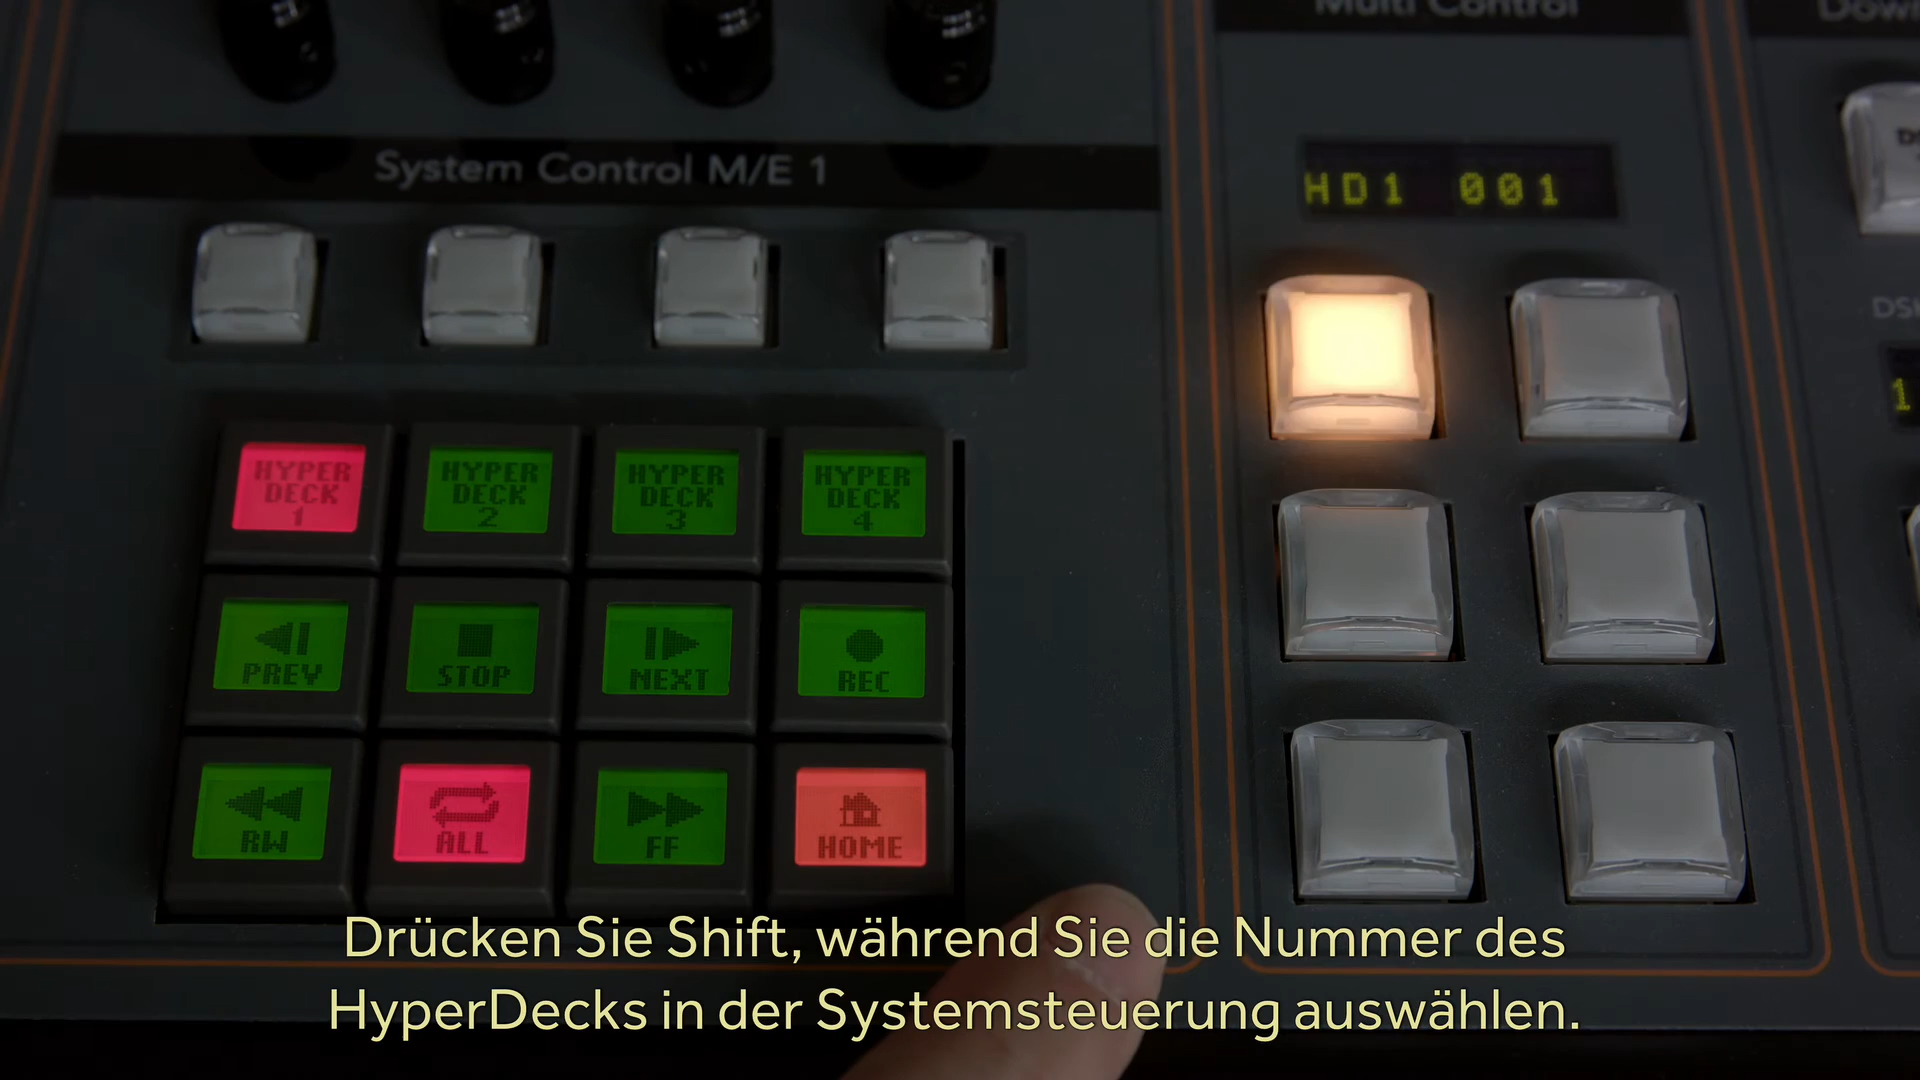 Multi Control
System Control M/E 1
HD1 001
HYPER DECK 1
HYPER DECK 2
HYPER DECK 3
HYPER DECK 4
PREV
STOP
NEXT
REC
RW
ALL
FF
HOME
Drücken Sie Shift, während Sie die Nummer des
HyperDecks in der Systemsteuerung auswählen.